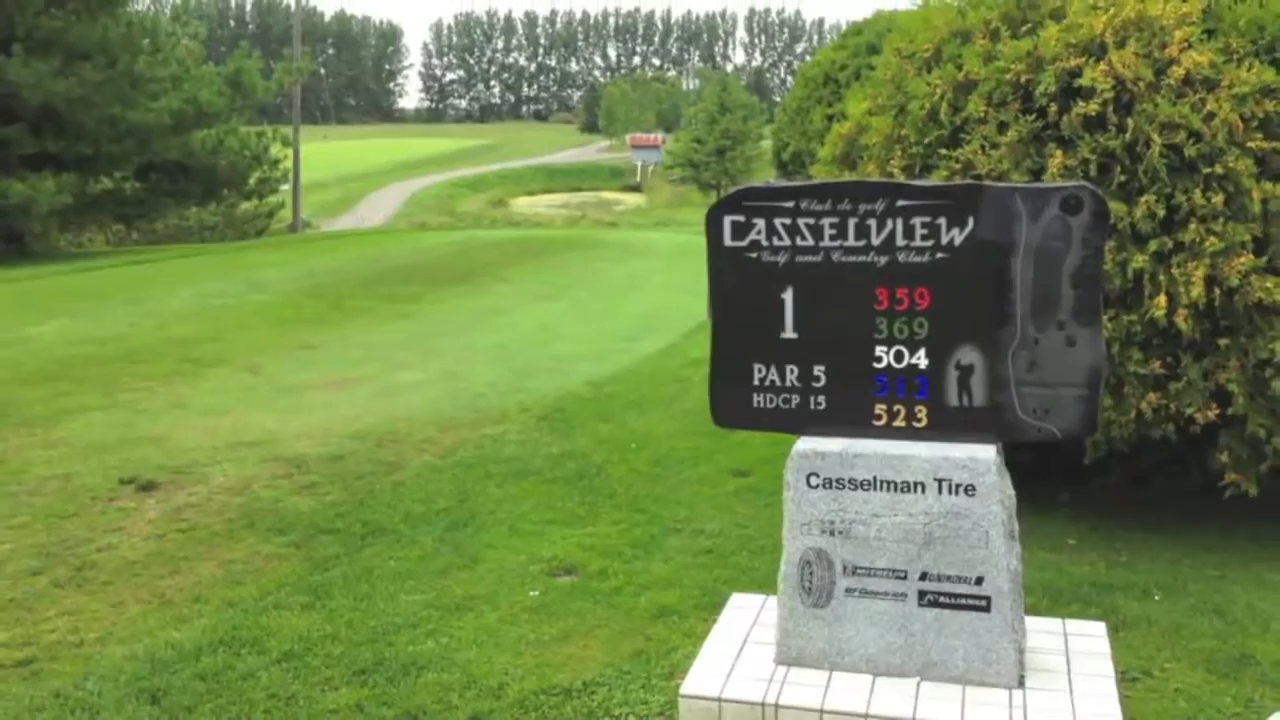 Club de golf
CASSELVIEW
Golf and Country Club
1
359
369
504
512
523
PAR 5
HDCP 15
Casselman Tire
MICHELIN
UNIROYAL
BFGoodrich
ALLIANCE